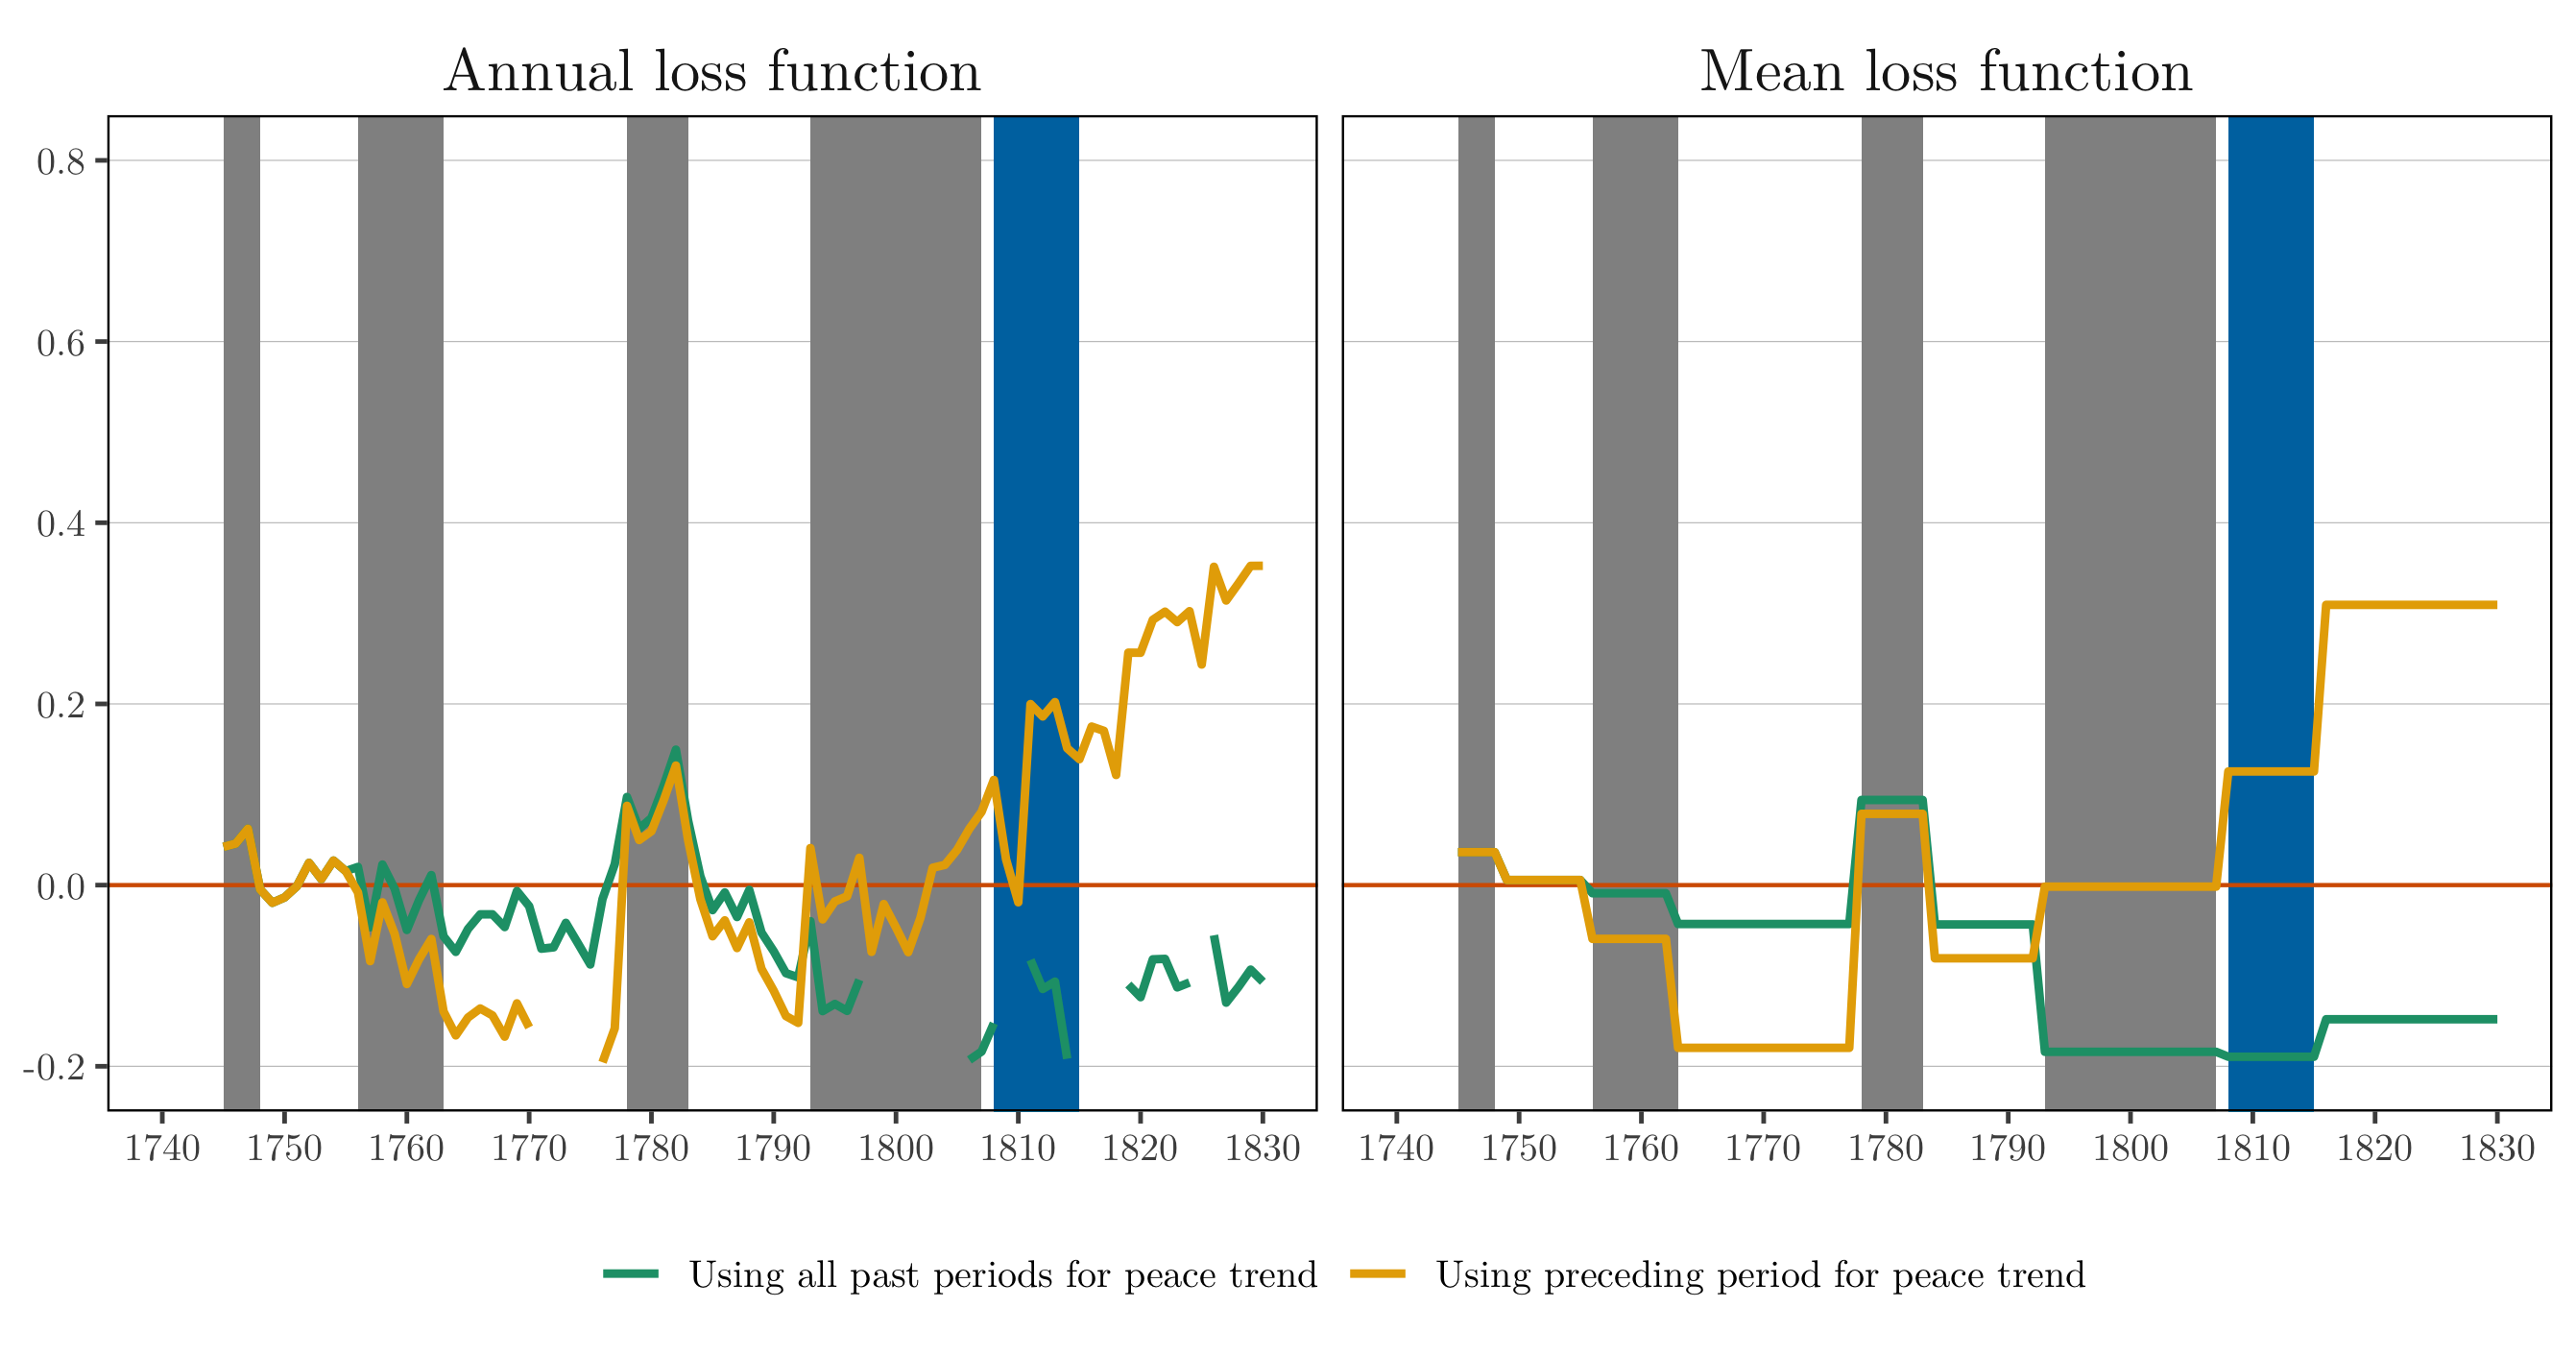 Annual loss function
Mean loss function
0.8
0.6
0.4
0.2
0.0
-0.2
1740 1750 1760 1770 1780 1790 1800 1810 1820 1830
1740 1750 1760 1770 1780 1790 1800 1810 1820 1830
Using all past periods for peace trend
Using preceding period for peace trend